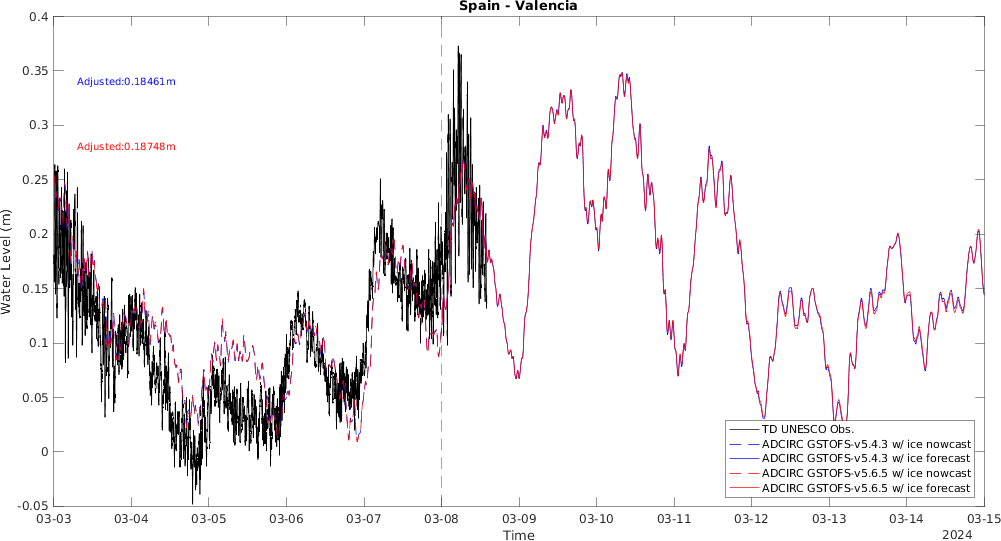 Spain - Valencia
Adjusted:0.18461m
Adjusted:0.18748m
Water Level (m)
0.4
0.35
0.3
0.25
0.2
0.15
0.1
0.05
0
-0.05
TD UNESCO Obs.
ADCIRC GSTOFS-v5.4.3 w/ ice nowcast
ADCIRC GSTOFS-v5.4.3 w/ ice forecast
ADCIRC GSTOFS-v5.6.5 w/ ice nowcast
ADCIRC GSTOFS-v5.6.5 w/ ice forecast
03-03 03-04 03-05 03-06 03-07 03-08 03-09 03-10 03-11 03-12 03-13 03-14 03-15
Time
2024